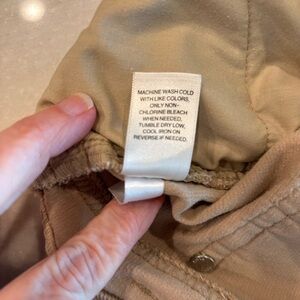 MACHINE WASH COLD
WITH LIKE COLORS,
ONLY NON-
CHLORINE BLEACH
WHEN NEEDED,
TUMBLE DRY LOW,
COOL IRON ON
REVERSE IF NEEDED.